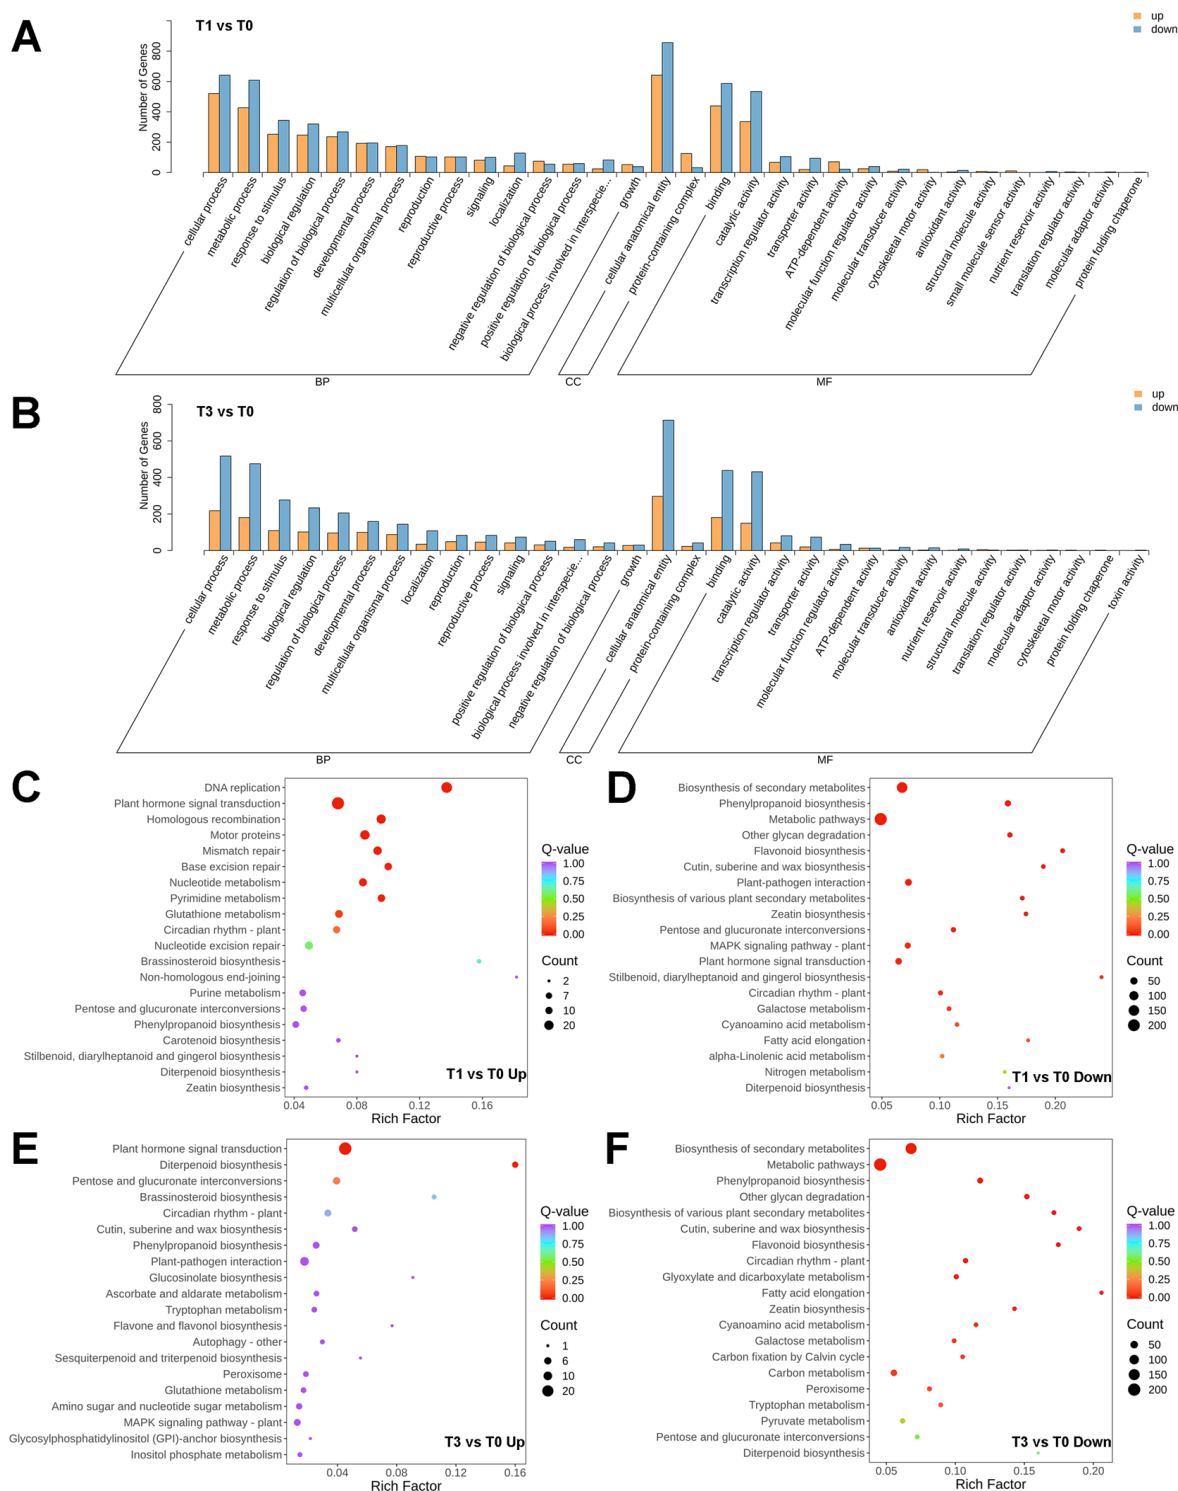 A
T1 vs T0
up
down
Number of Genes
0
200
400
600
800
cellular process
metabolic process
response to stimulus
biological regulation
regulation of biological process
developmental process
multicellular organismal process
reproduction
reproductive process
signaling
localization
negative regulation of biological process
positive regulation of biological process
biological process involved in interspecie...
growth
cellular anatomical entity
protein-containing complex
binding
catalytic activity
transcription regulator activity
transporter activity
ATP-dependent activity
molecular function regulator activity
molecular transducer activity
cytoskeletal motor activity
antioxidant activity
structural molecule activity
small molecule sensor activity
nutrient reservoir activity
translation regulator activity
molecular adaptor activity
protein folding chaperone
BP
CC
MF
B
T3 vs T0
up
down
Number of Genes
0
200
400
600
800
cellular process
metabolic process
response to stimulus
biological regulation
regulation of biological process
developmental process
multicellular organismal process
localization
reproduction
reproductive process
signaling
positive regulation of biological process
biological process involved in interspecie...
negative regulation of biological process
growth
cellular anatomical entity
protein-containing complex
binding
catalytic activity
transcription regulator activity
transporter activity
molecular function regulator activity
ATP-dependent activity
molecular transducer activity
antioxidant activity
nutrient reservoir activity
structural molecule activity
translation regulator activity
molecular adaptor activity
cytoskeletal motor activity
protein folding chaperone
toxin activity
BP
CC
MF
C
DNA replication
Plant hormone signal transduction
Homologous recombination
Motor proteins
Mismatch repair
Base excision repair
Nucleotide metabolism
Pyrimidine metabolism
Glutathione metabolism
Circadian rhythm - plant
Nucleotide excision repair
Brassinosteroid biosynthesis
Non-homologous end-joining
Purine metabolism
Pentose and glucuronate interconversions
Phenylpropanoid biosynthesis
Carotenoid biosynthesis
Stilbenoid, diarylheptanoid and gingerol biosynthesis
Diterpenoid biosynthesis
Zeatin biosynthesis
T1 vs T0 Up
0.04 0.08 0.12 0.16
Rich Factor
Q-value
1.00
0.75
0.50
0.25
0.00
Count
2
7
10
20
D
Biosynthesis of secondary metabolites
Phenylpropanoid biosynthesis
Metabolic pathways
Other glycan degradation
Flavonoid biosynthesis
Cutin, suberine and wax biosynthesis
Plant-pathogen interaction
Biosynthesis of various plant secondary metabolites
Zeatin biosynthesis
Pentose and glucuronate interconversions
MAPK signaling pathway - plant
Plant hormone signal transduction
Stilbenoid, diarylheptanoid and gingerol biosynthesis
Circadian rhythm - plant
Galactose metabolism
Cyanoamino acid metabolism
Fatty acid elongation
alpha-Linolenic acid metabolism
Nitrogen metabolism
Diterpenoid biosynthesis
T1 vs T0 Down
0.05 0.10 0.15 0.20
Rich Factor
Q-value
1.00
0.75
0.50
0.25
0.00
Count
50
100
150
200
E
Plant hormone signal transduction
Diterpenoid biosynthesis
Pentose and glucuronate interconversions
Brassinosteroid biosynthesis
Circadian rhythm - plant
Cutin, suberine and wax biosynthesis
Phenylpropanoid biosynthesis
Plant-pathogen interaction
Glucosinolate biosynthesis
Ascorbate and aldarate metabolism
Tryptophan metabolism
Flavone and flavonol biosynthesis
Autophagy - other
Sesquiterpenoid and triterpenoid biosynthesis
Peroxisome
Glutathione metabolism
Amino sugar and nucleotide sugar metabolism
MAPK signaling pathway - plant
Glycosylphosphatidylinositol (GPI)-anchor biosynthesis
Inositol phosphate metabolism
T3 vs T0 Up
0.04 0.08 0.12 0.16
Rich Factor
Q-value
1.00
0.75
0.50
0.25
0.00
Count
1
6
10
20
F
Biosynthesis of secondary metabolites
Metabolic pathways
Phenylpropanoid biosynthesis
Other glycan degradation
Biosynthesis of various plant secondary metabolites
Cutin, suberine and wax biosynthesis
Flavonoid biosynthesis
Circadian rhythm - plant
Glyoxylate and dicarboxylate metabolism
Fatty acid elongation
Zeatin biosynthesis
Cyanoamino acid metabolism
Galactose metabolism
Carbon fixation by Calvin cycle
Carbon metabolism
Peroxisome
Tryptophan metabolism
Pyruvate metabolism
Pentose and glucuronate interconversions
Diterpenoid biosynthesis
T3 vs T0 Down
0.05 0.10 0.15 0.20
Rich Factor
Q-value
1.00
0.75
0.50
0.25
0.00
Count
50
100
150
200